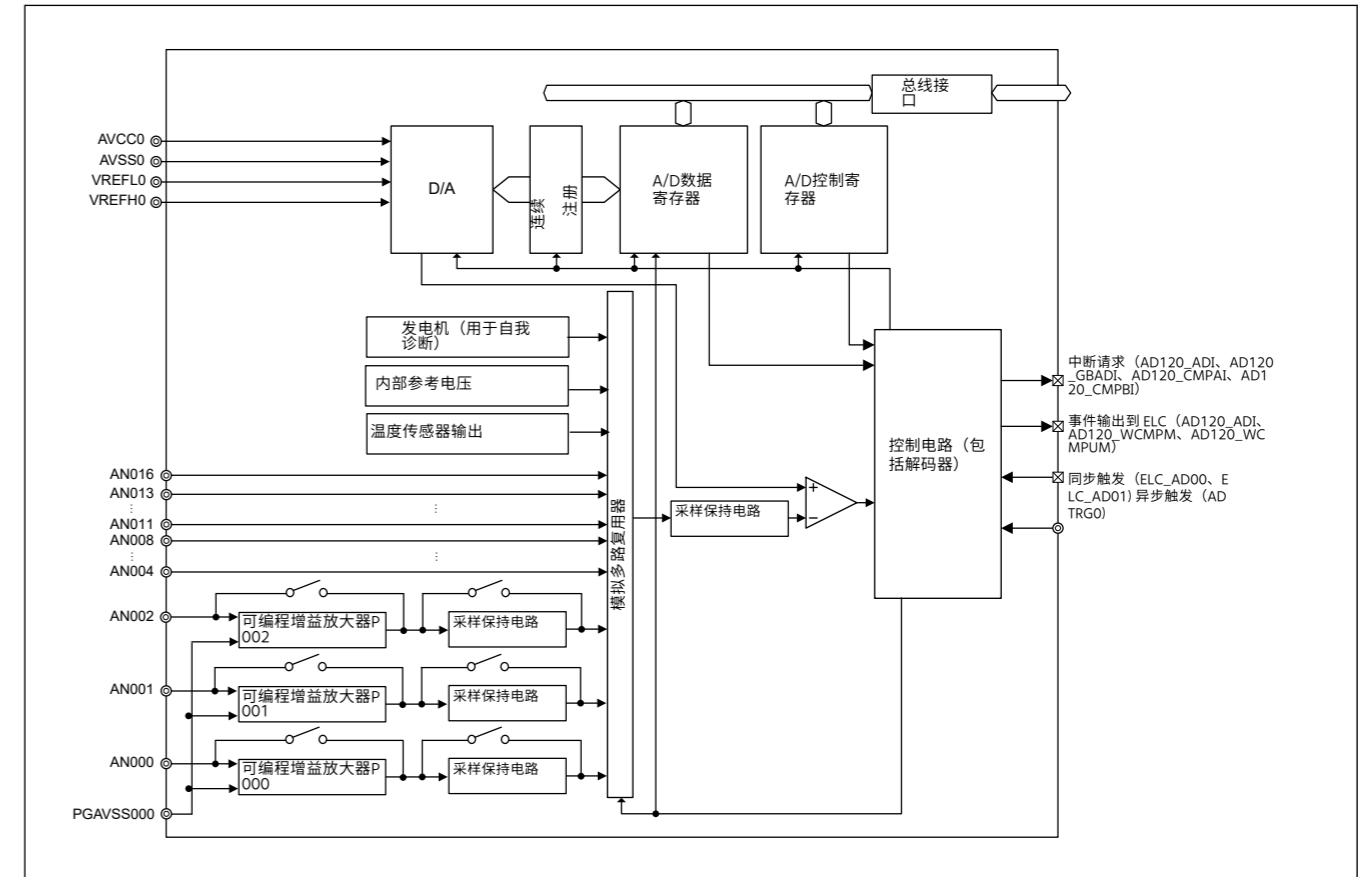 总线接
口
AVCC0
AVSS0
VREFL0
VREFH0
D/A
连续
注册
A/D数据
寄存器
A/D控制寄
存器
发电机（用于自我
诊断）
内部参考电压
温度传感器输出
模拟多路复用器
采样保持电路
+
−
控制电路（包
括解码器）
中断请求（AD120_ADI、AD120
_GBADI、AD120_CMPAI、AD1
20_CMPBI）
事件输出到 ELC（AD120_ADI、
AD120_WCMPM、AD120_WC
MPUM）
同步触发（ELC_AD00、E
LC_AD01) 异步触发（AD
TRG0)
AN016
AN013
AN011
AN008
AN004
AN002
可编程增益放大器P
002
采样保持电路
AN001
可编程增益放大器P
001
采样保持电路
AN000
可编程增益放大器P
000
采样保持电路
PGAVSS000